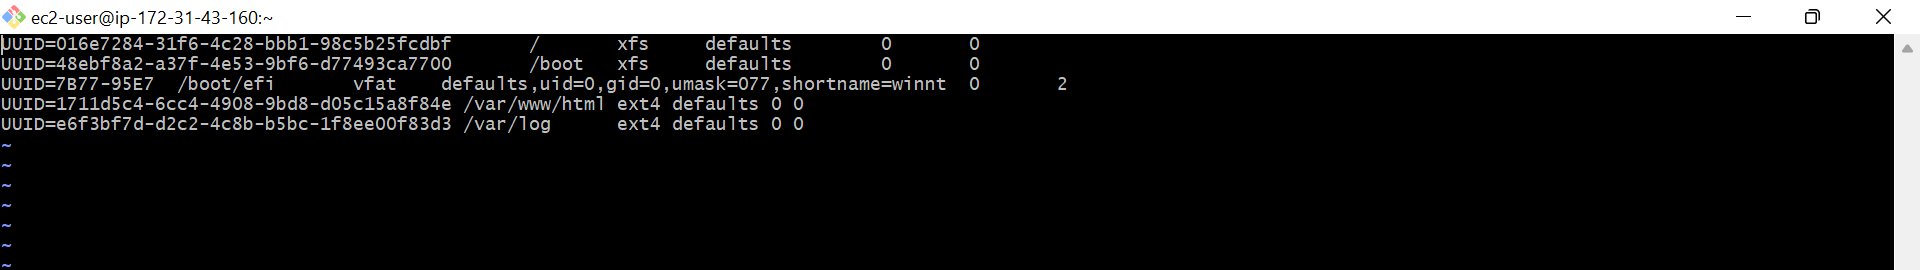 ec2-user@ip-172-31-43-160:~
UUID=016e7284-31f6-4c28-bbb1-98c5b25fcdbf / xfs defaults 0 0
UUID=48ebf8a2-a37f-4e53-9bf6-d77493ca7700 /boot xfs defaults 0 0
UUID=7B77-95E7 /boot/efi vfat defaults,uid=0,gid=0,umask=077,shortname=winnt 0 2
UUID=1711d5c4-6cc4-4908-9bd8-d05c15a8f84e /var/www/html ext4 defaults 0 0
UUID=e6f3bf7d-d2c2-4c8b-b5bc-1f8ee00f83d3 /var/log ext4 defaults 0 0
~
~
~
~
~
~
~